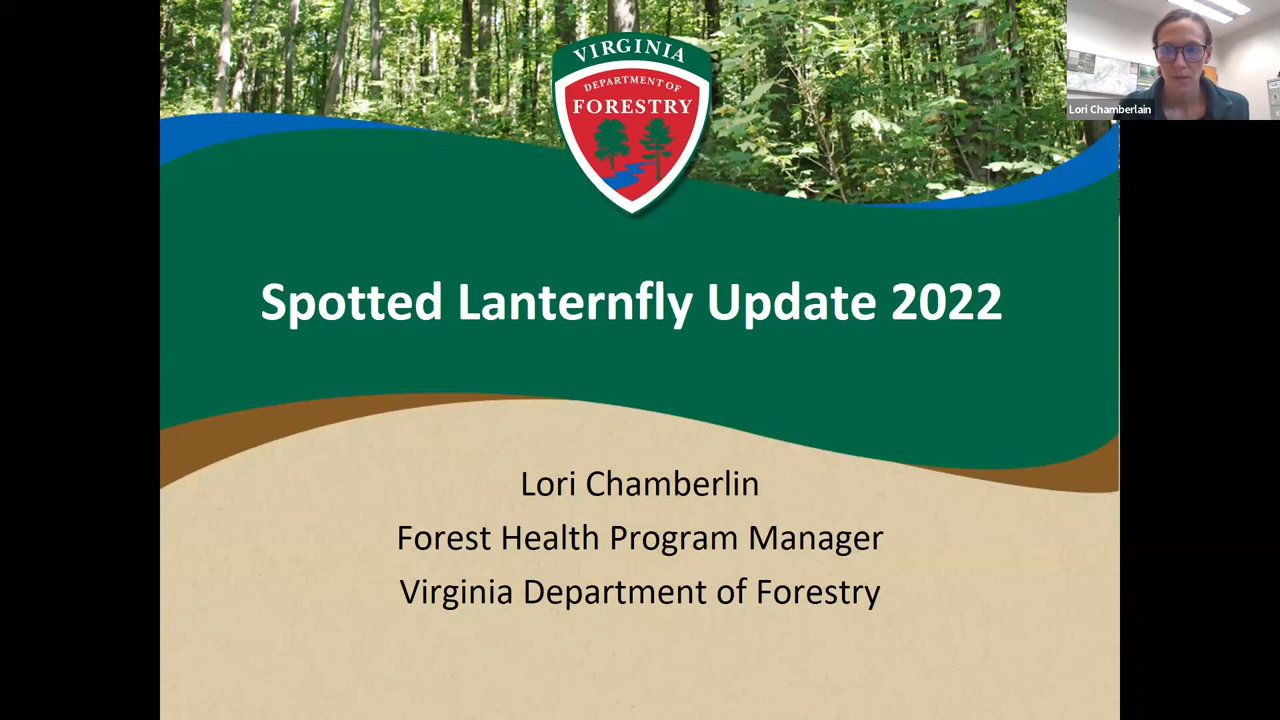 VIRGINIA
DEPARTMENT OF
FORESTRY
Lori Chamberlain
Spotted Lanternfly Update 2022
Lori Chamberlin
Forest Health Program Manager
Virginia Department of Forestry